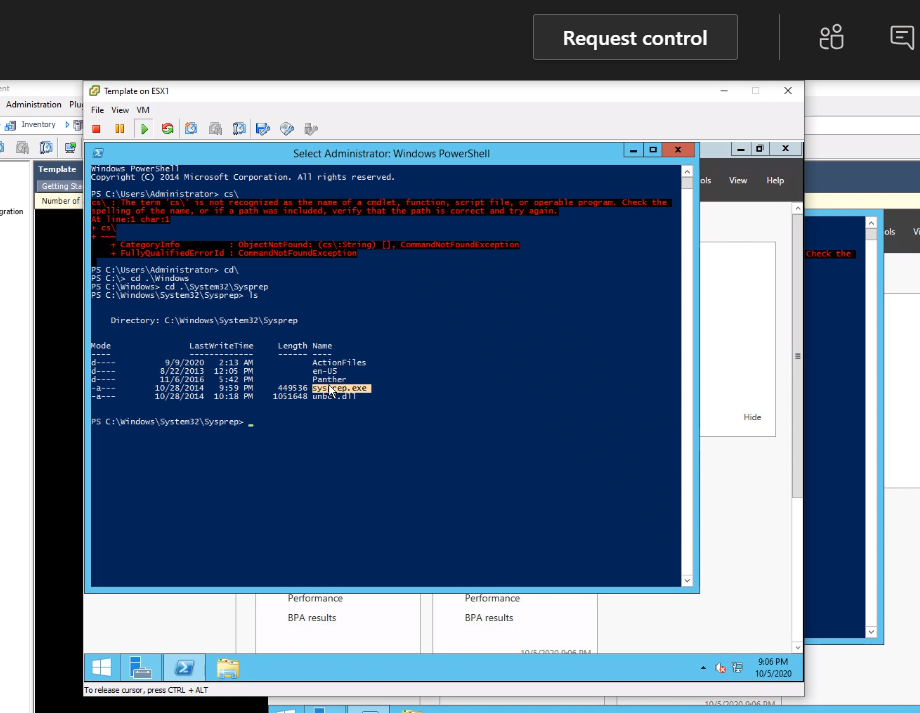 Request control
ent
Template on ESX1
Administration Plu
File View VM
Inventory
Select Administrator: Windows PowerShell
Windows PowerShell
Copyright (C) 2014 Microsoft Corporation. All rights reserved.
Template
ols View Help
Getting Sta
PS C:\Users\Administrator> cs\
Number of
cs\ : The term 'cs\' is not recognized as the name of a cmdlet, function, script file, or operable program. Check the
spelling of the name, or if a path was included, verify that the path is correct and try again.
gration
At line:1 char:1
+ cs\
+ ~~~
ols Vi
+ CategoryInfo : ObjectNotFound: (cs\:String) [], CommandNotFoundException
+ FullyQualifiedErrorId : CommandNotFoundException
Check the
PS C:\Users\Administrator> cd\
PS C:\> cd .\Windows
PS C:\Windows> cd .\System32\Sysprep
PS C:\Windows\System32\Sysprep> ls
Directory: C:\Windows\System32\Sysprep
Mode LastWriteTime Length Name
---- ------------- ------ ----
d---- 9/9/2020 2:13 AM ActionFiles
d---- 8/22/2013 12:05 PM en-US
d---- 11/6/2016 5:42 PM Panther
-a--- 10/28/2014 9:59 PM 449536 sysprep.exe
-a--- 10/28/2014 10:18 PM 1051648 unbcl.dll
Hide
PS C:\Windows\System32\Sysprep> _
Performance Performance
BPA results BPA results
10/5/2020 9:06 PM
9:06 PM
10/5/2020
To release cursor, press CTRL + ALT
10/5/2020 9:06 PM